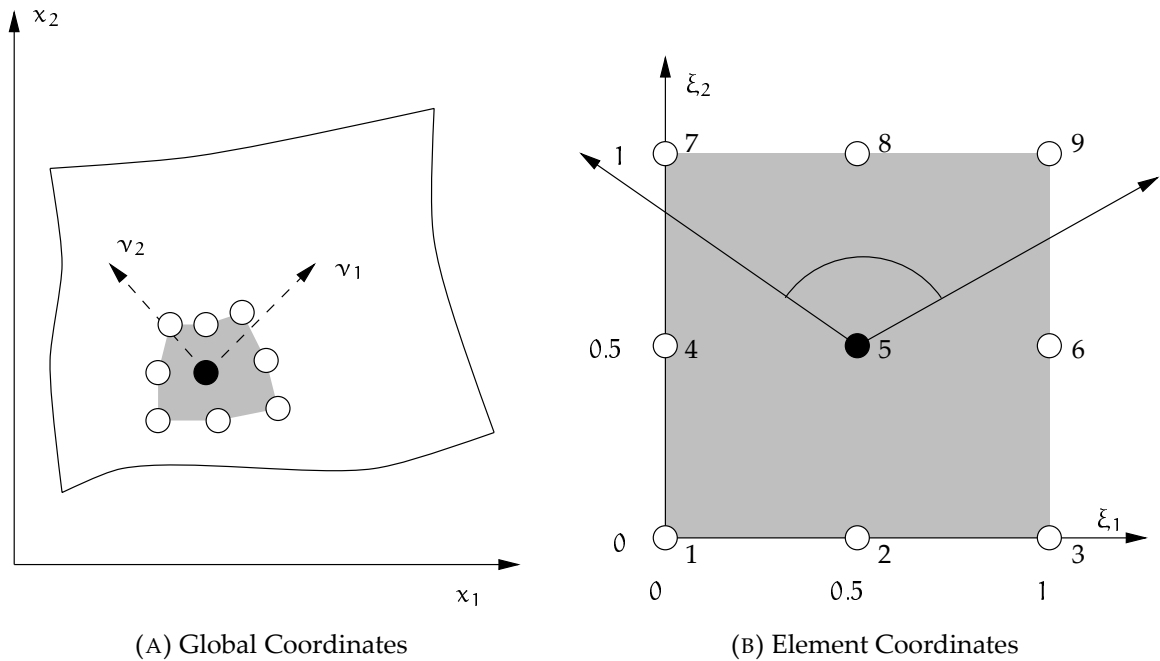 x₂
ν₂
ν₁
x₁
(A) Global Coordinates
ξ₂
1 7 8 9
0.5 4 5 6
ξ₁
0 1 2 3
0 0.5 1
(B) Element Coordinates